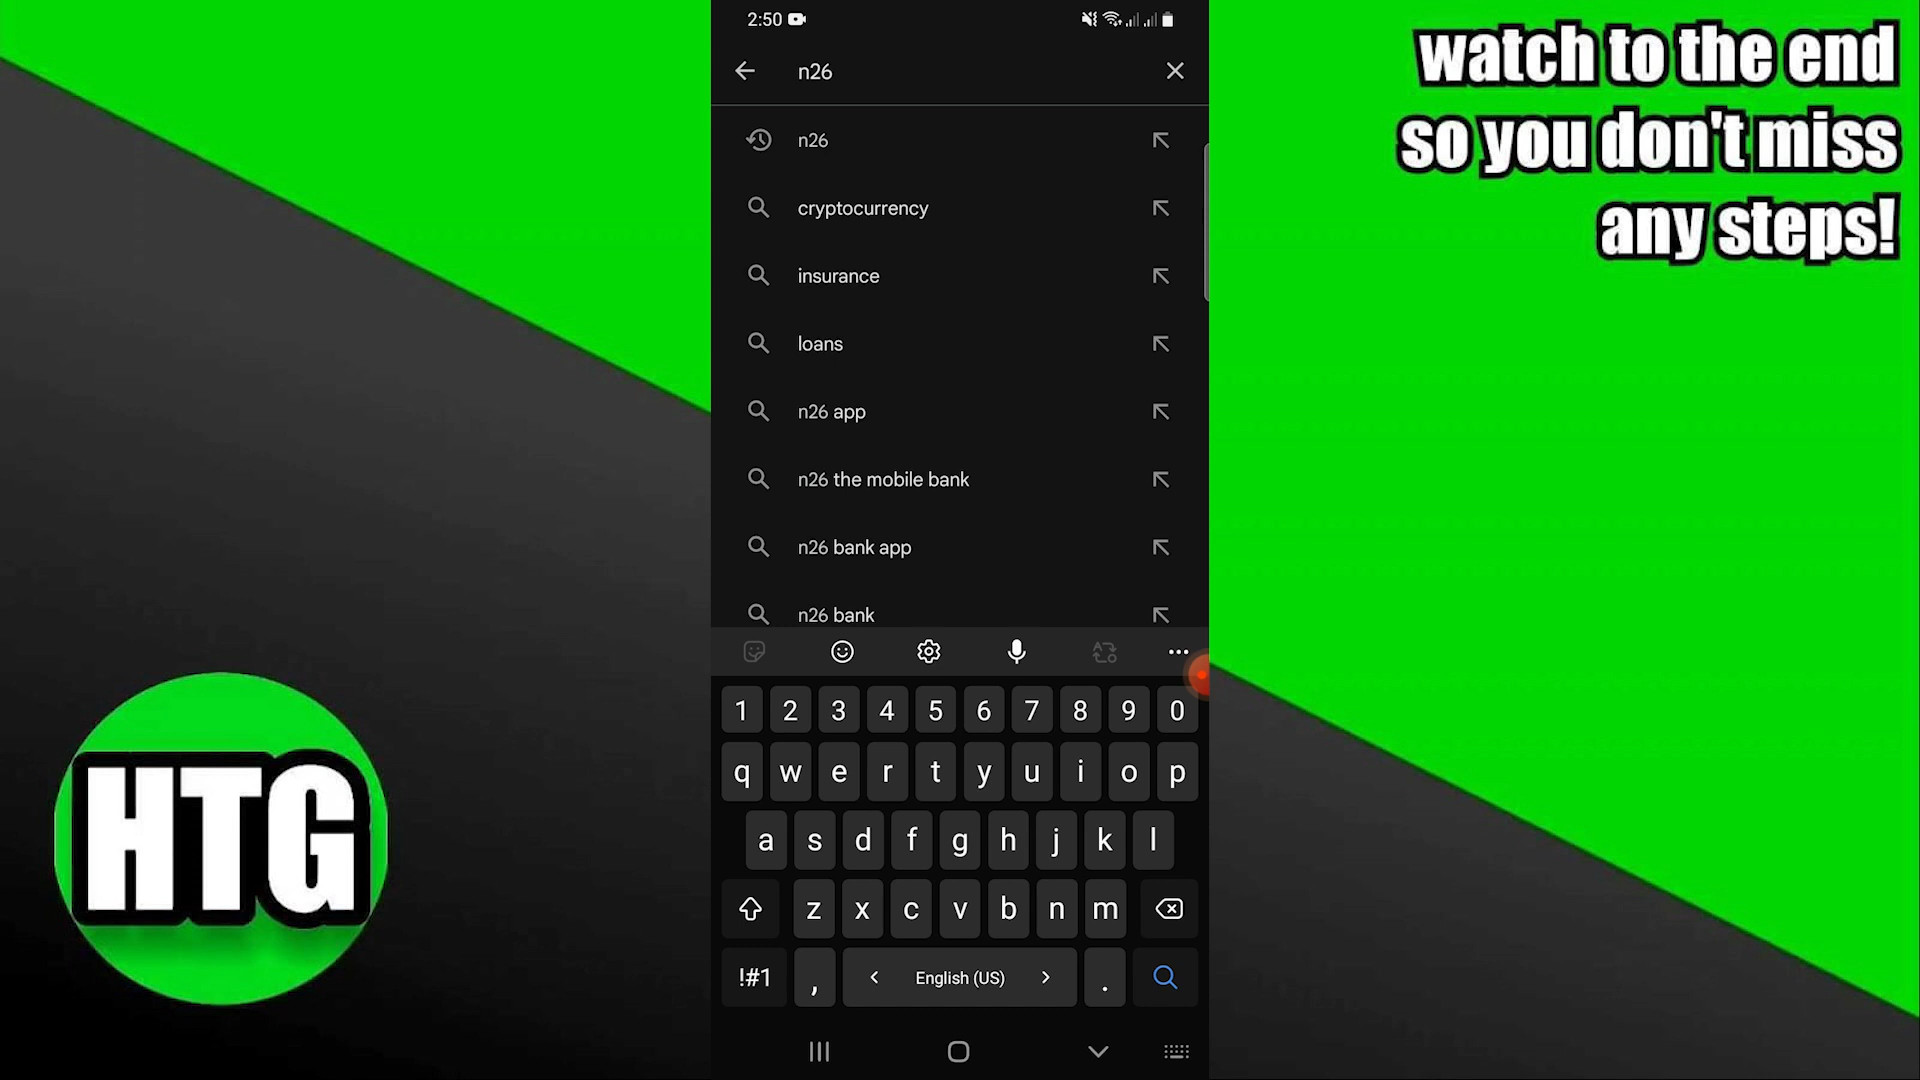 2:50
n26
n26
cryptocurrency
insurance
loans
n26 app
n26 the mobile bank
n26 bank app
n26 bank
1 2 3 4 5 6 7 8 9 0
q w e r t y u i o p
a s d f g h j k l
z x c v b n m
!#1 , < English (US) > .
watch to the end
so you don't miss
any steps!
HTG